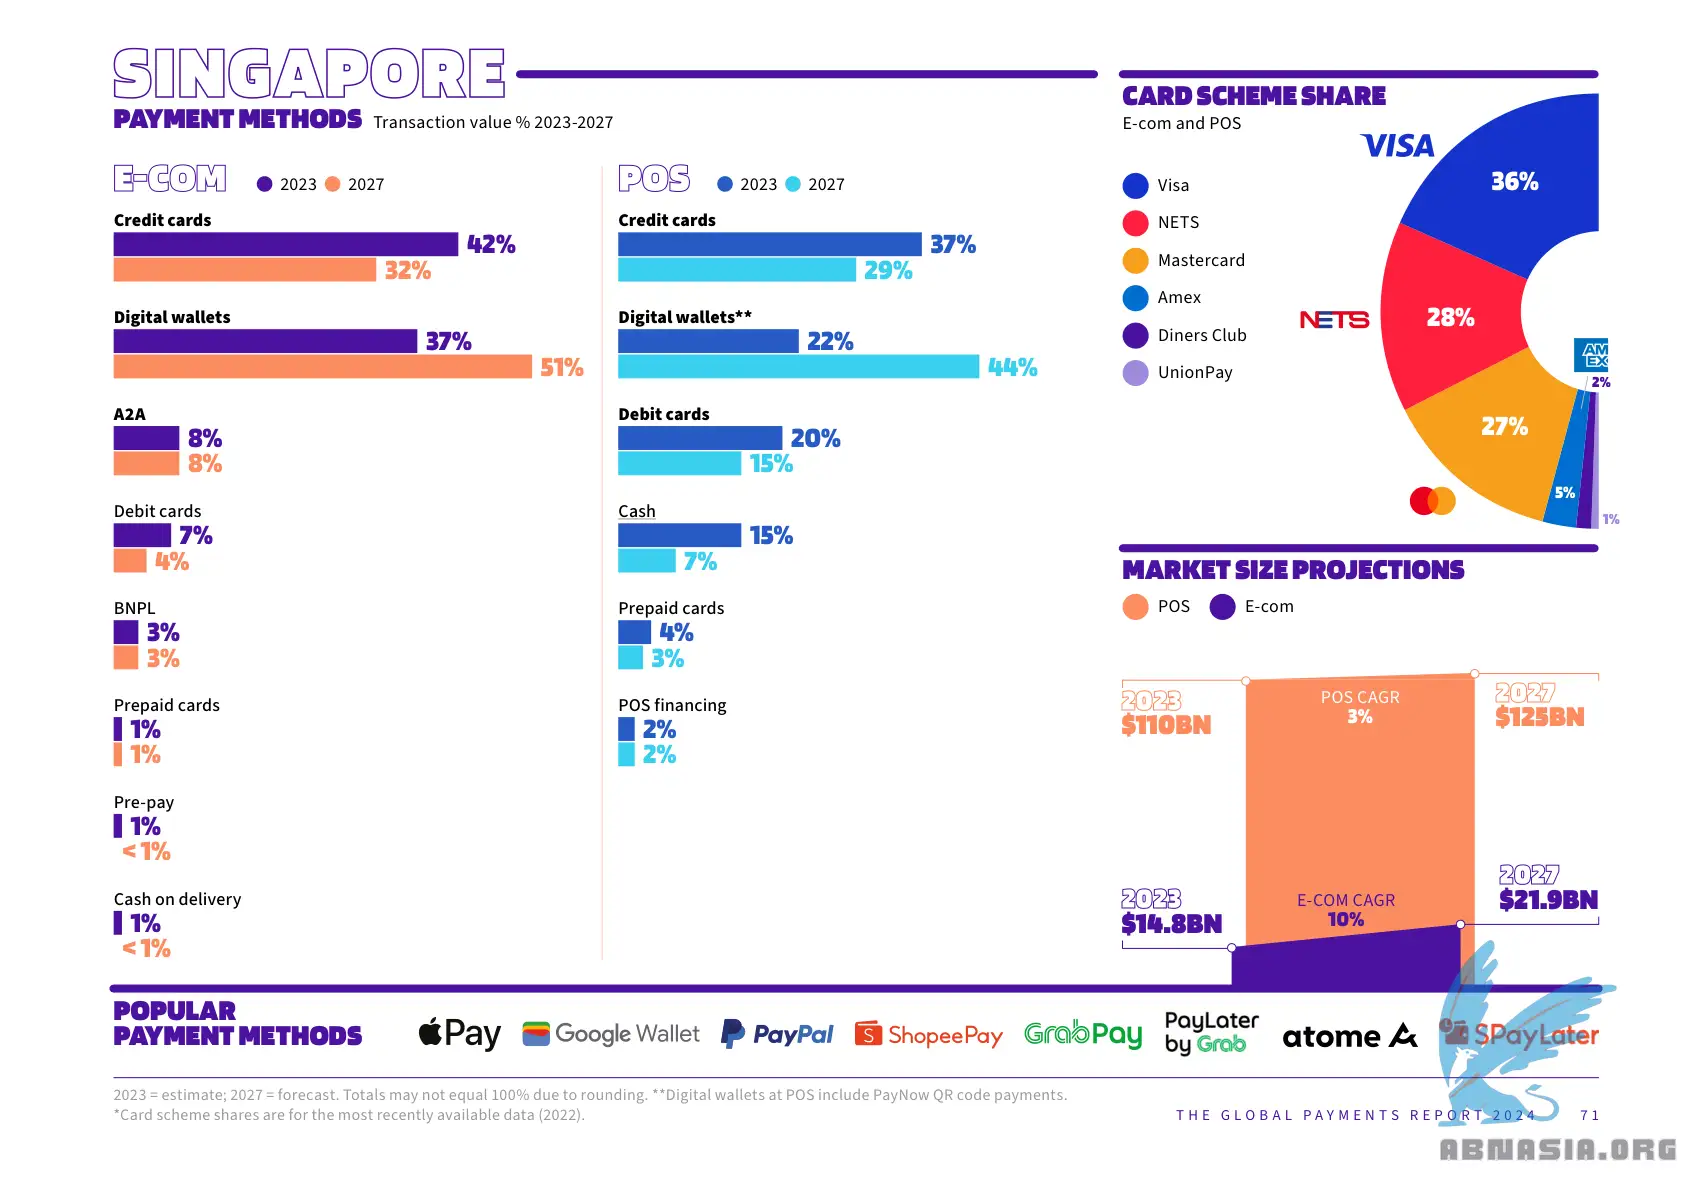 SINGAPORE
PAYMENT METHODS Transaction value % 2023-2027
E-COM 2023 2027
Credit cards
42%
32%
Digital wallets
37%
51%
A2A
8%
8%
Debit cards
7%
4%
BNPL
3%
3%
Prepaid cards
1%
1%
Pre-pay
1%
< 1%
Cash on delivery
1%
< 1%
POS 2023 2027
Credit cards
37%
29%
Digital wallets**
22%
44%
Debit cards
20%
15%
Cash
15%
7%
Prepaid cards
4%
3%
POS financing
2%
2%
CARD SCHEME SHARE
E-com and POS
Visa
NETS
Mastercard
Amex
Diners Club
UnionPay
VISA
36%
NETS
28%
27%
AM
EX
2%
5%
1%
MARKET SIZE PROJECTIONS
POS E-com
2023
$110BN
POS CAGR
3%
2027
$125BN
2023
$14.8BN
E-COM CAGR
10%
2027
$21.9BN
POPULAR
PAYMENT METHODS
Pay
Google Wallet
PayPal
ShopeePay
GrabPay
PayLater
by Grab
atome
SPayLater
2023 = estimate; 2027 = forecast. Totals may not equal 100% due to rounding. **Digital wallets at POS include PayNow QR code payments.
*Card scheme shares are for the most recently available data (2022).
THE GLOBAL PAYMENTS REPORT 2024 71
ABNASIA.ORG